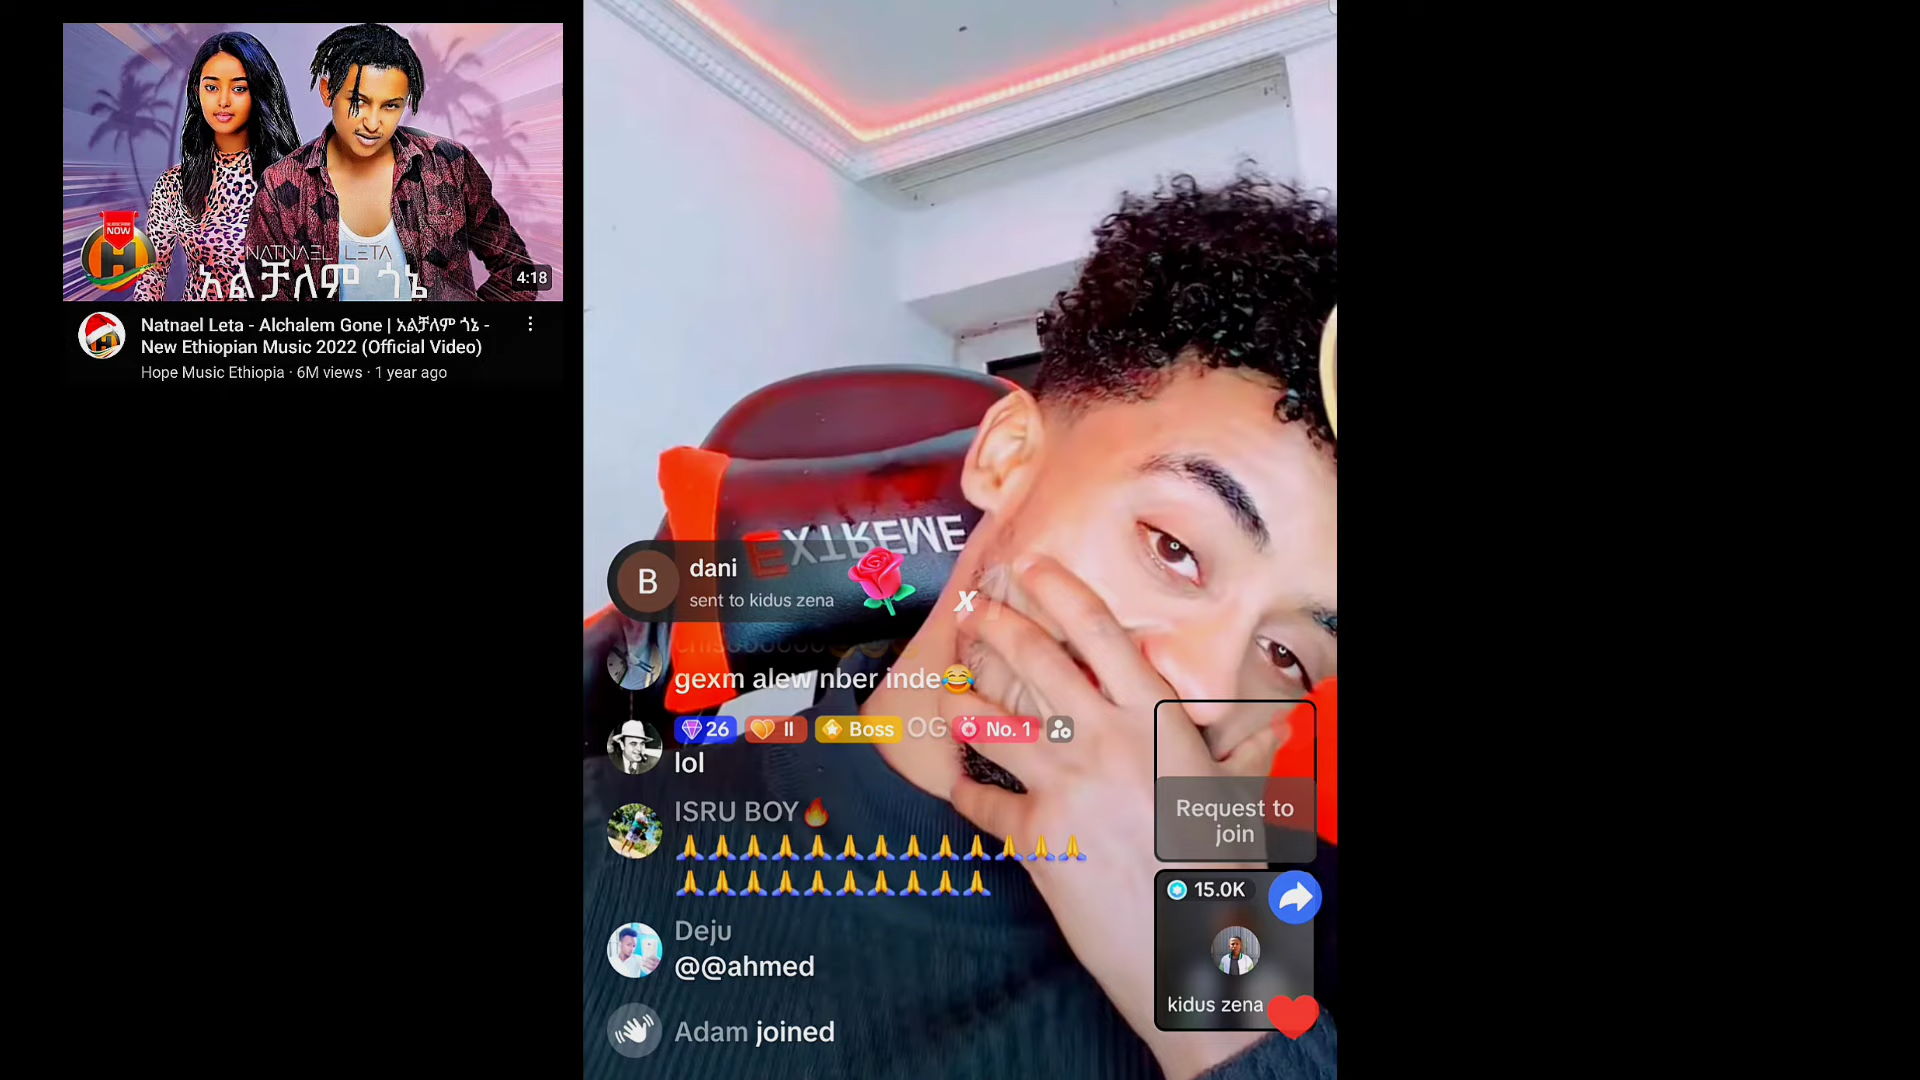 SUBSCRIBE
NOW
NATNAEL LETA
አልቻለም ጎኔ
4:18
Natnael Leta - Alchalem Gone | አልቻለም ጎኔ -
New Ethiopian Music 2022 (Official Video)
Hope Music Ethiopia · 6M views · 1 year ago
EXTREME
B
dani
sent to kidus zena
x
gexm alew nber inde😂
26 II Boss OG No. 1
lol
ISRU BOY🔥
🙏🙏🙏🙏🙏🙏🙏🙏🙏🙏🙏🙏🙏
🙏🙏🙏🙏🙏🙏🙏🙏🙏🙏
Deju
@@ahmed
Adam joined
Request to
join
15.0K
kidus zena